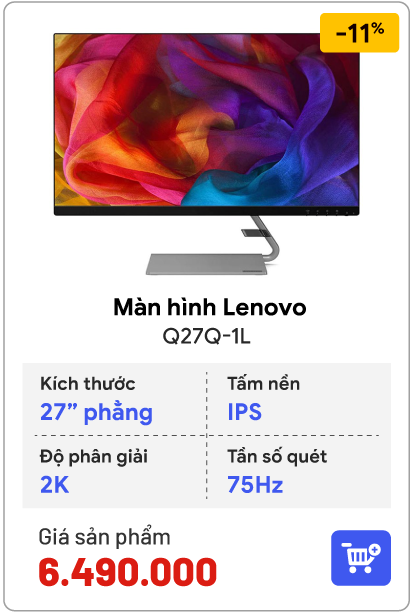 -11%
Màn hình Lenovo
Q27Q-1L
Kích thước
27” phẳng
Tấm nền
IPS
Độ phân giải
2K
Tần số quét
75Hz
Giá sản phẩm
6.490.000